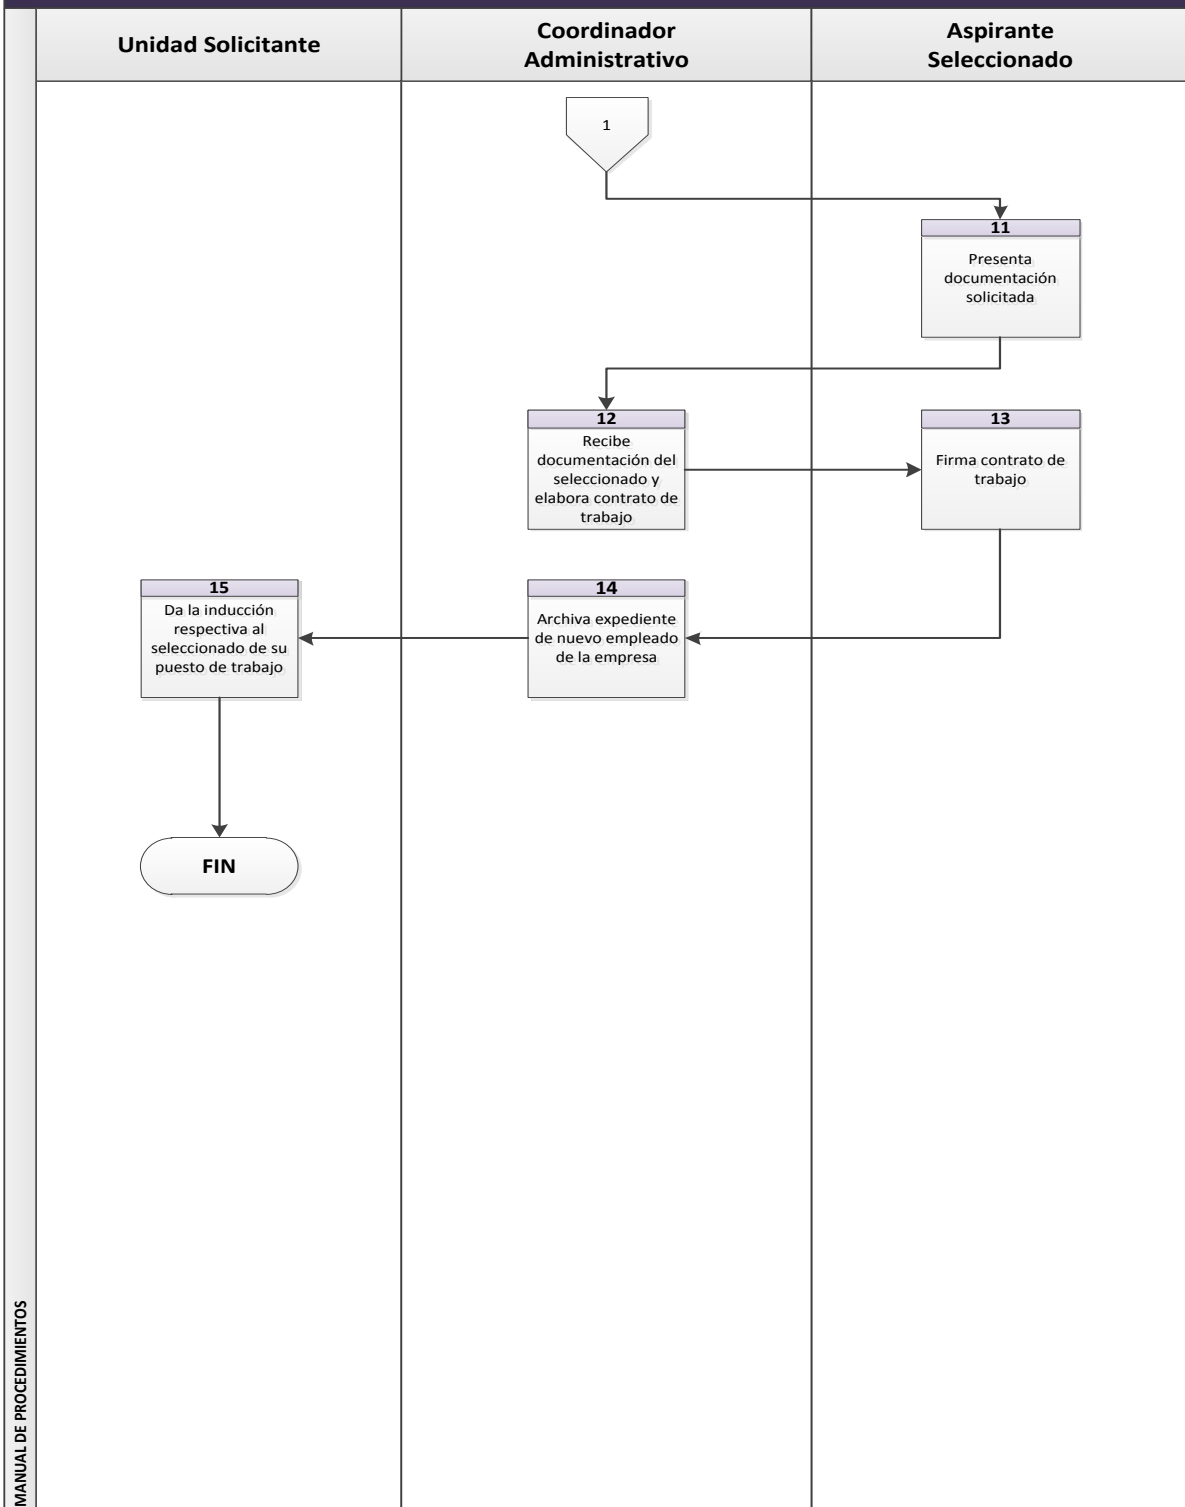 Unidad Solicitante
Coordinador
Administrativo
Aspirante
Seleccionado
1
11
Presenta
documentación
solicitada
12
Recibe
documentación del
seleccionado y
elabora contrato de
trabajo
13
Firma contrato de
trabajo
15
Da la inducción
respectiva al
seleccionado de su
puesto de trabajo
14
Archiva expediente
de nuevo empleado
de la empresa
FIN
MANUAL DE PROCEDIMIENTOS